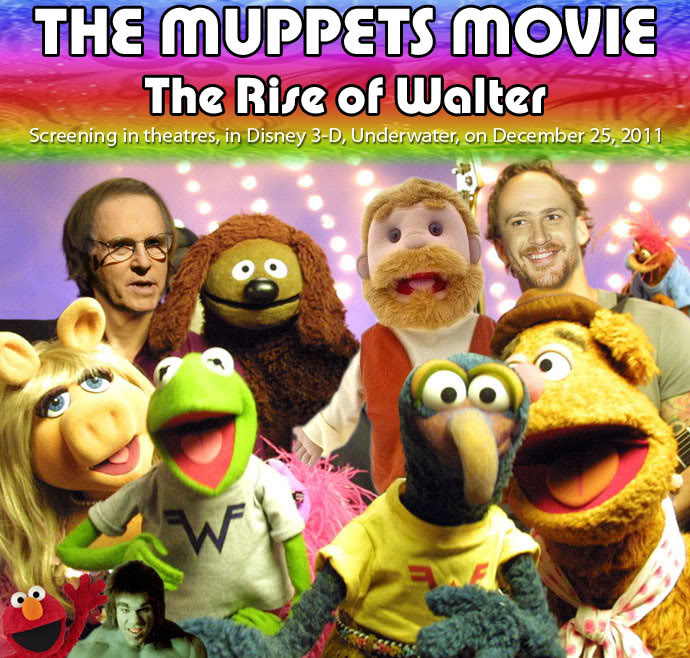 THE MUPPETS MOVIE
The Rise of Walter
Screening in theatres, in Disney 3-D, Underwater, on December 25, 2011
W